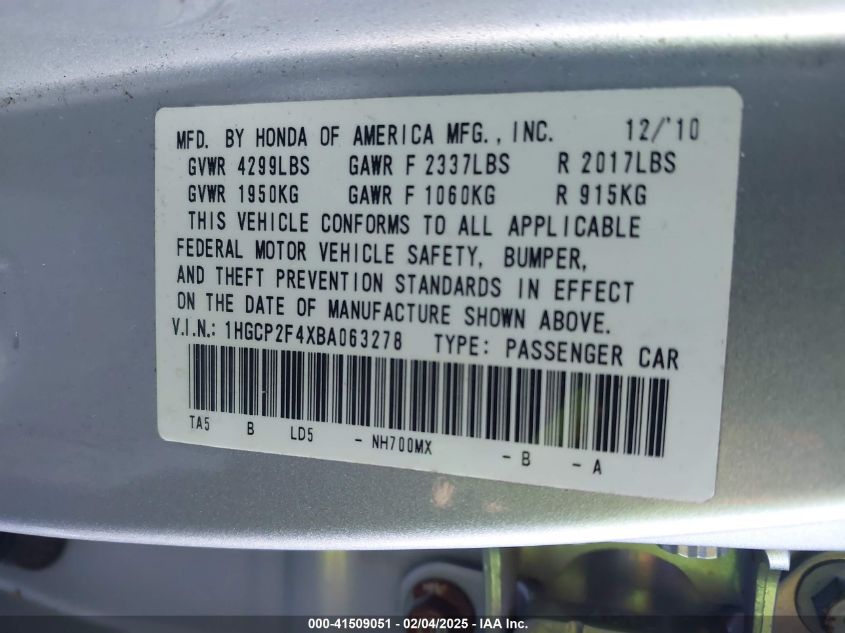 MFD. BY HONDA OF AMERICA MFG., INC. 12/'10
GVWR 4299LBS GAWR F 2337LBS R 2017LBS
GVWR 1950KG GAWR F 1060KG R 915KG
THIS VEHICLE CONFORMS TO ALL APPLICABLE
FEDERAL MOTOR VEHICLE SAFETY, BUMPER,
AND THEFT PREVENTION STANDARDS IN EFFECT
ON THE DATE OF MANUFACTURE SHOWN ABOVE.
V.I.N.: 1HGCP2F4XBA063278 TYPE: PASSENGER CAR
TA5 B LD5 - NH700MX - B - A
000-41509051 - 02/04/2025 - IAA Inc.